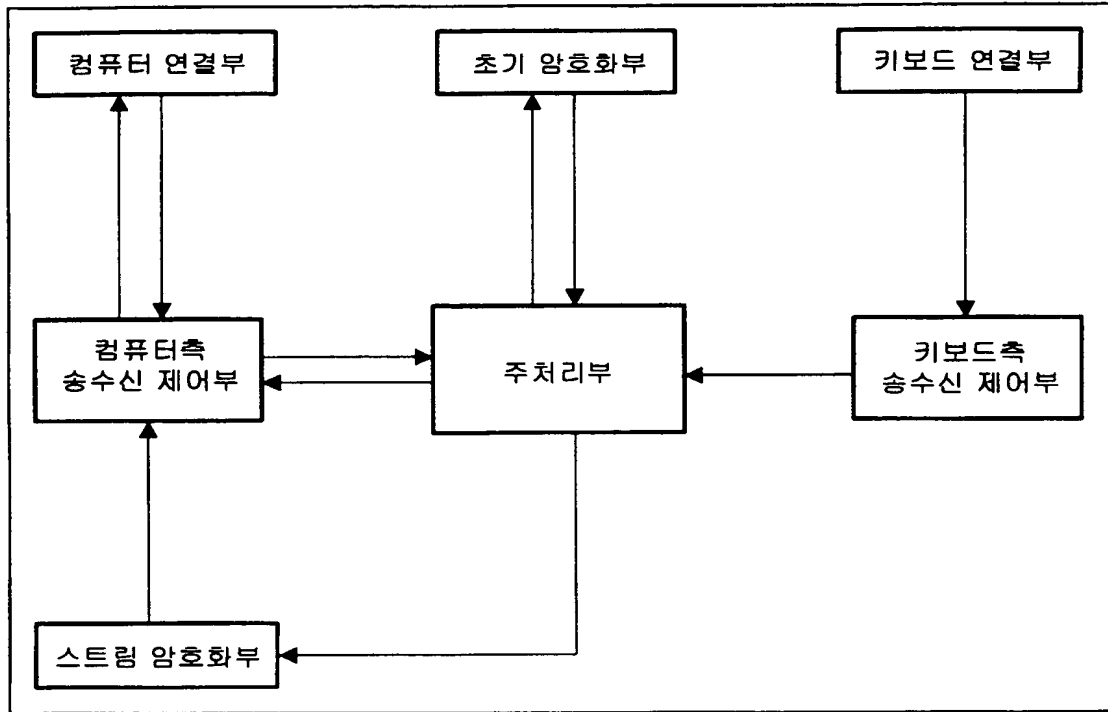 컴퓨터 연결부
초기 암호화부
키보드 연결부
컴퓨터측
송수신 제어부
주처리부
키보드측
송수신 제어부
스트링 암호화부